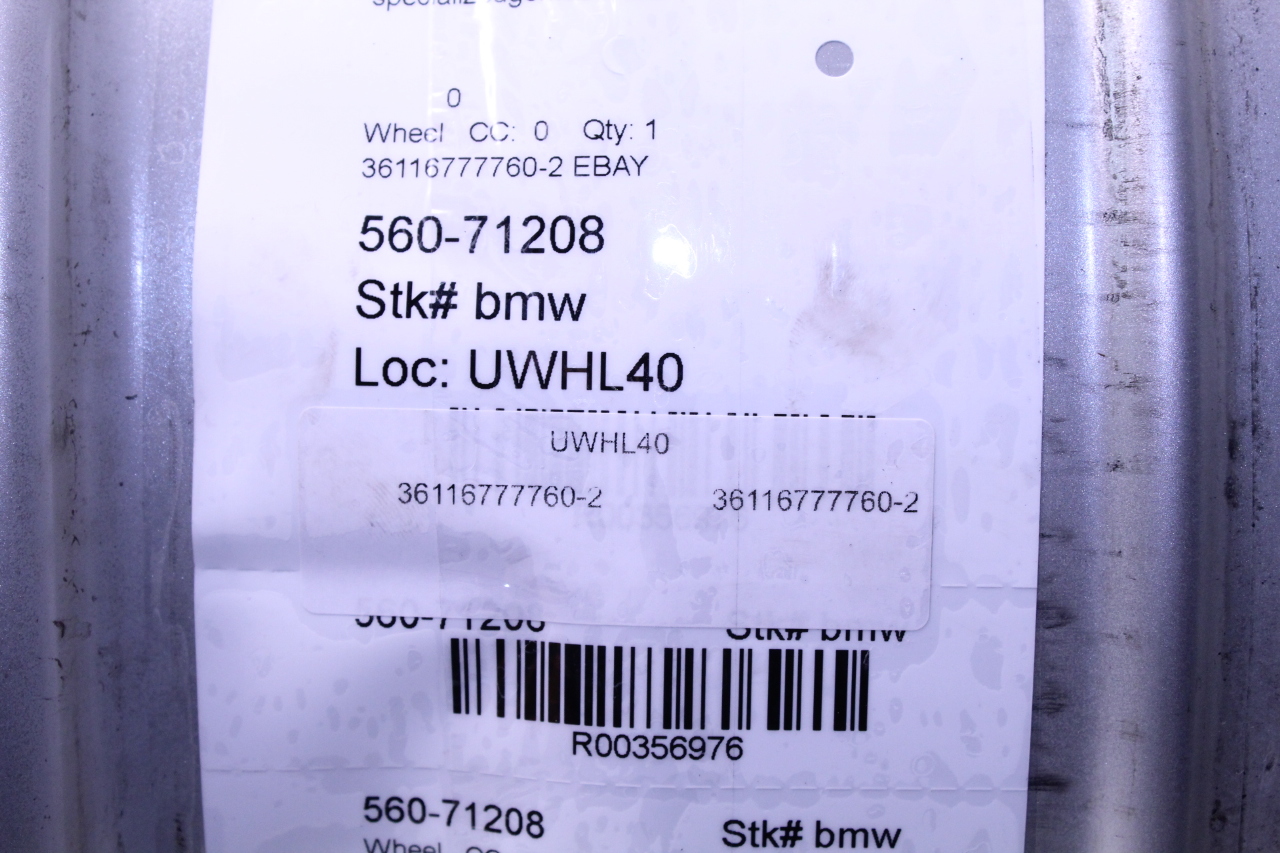 0
Wheel CC: 0 Qty: 1
36116777760-2 EBAY
560-71208
Stk# bmw
Loc: UWHL40
UWHL40
36116777760-2 36116777760-2
560-71208 Stk# bmw
R00356976
560-71208 Stk# bmw
Wheel